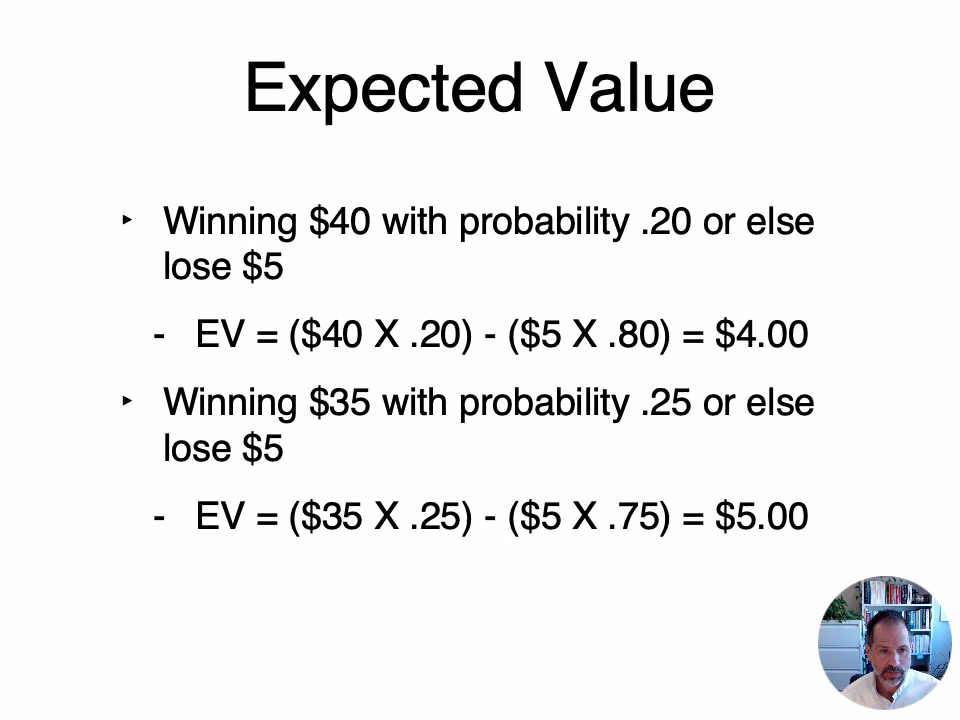 Expected Value
‣ Winning $40 with probability .20 or else
lose $5
- EV = ($40 X .20) - ($5 X .80) = $4.00
‣ Winning $35 with probability .25 or else
lose $5
- EV = ($35 X .25) - ($5 X .75) = $5.00